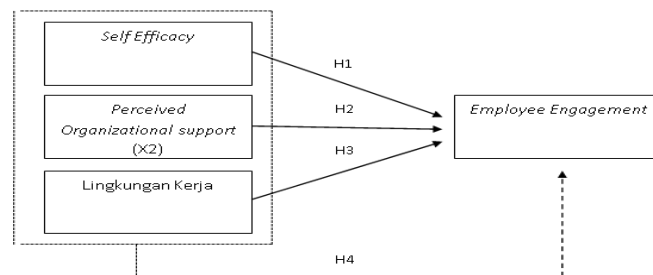 Self Efficacy
H1
Perceived
Organizational support
(X2)
H2
Employee Engagement
H3
Lingkungan Kerja
H4